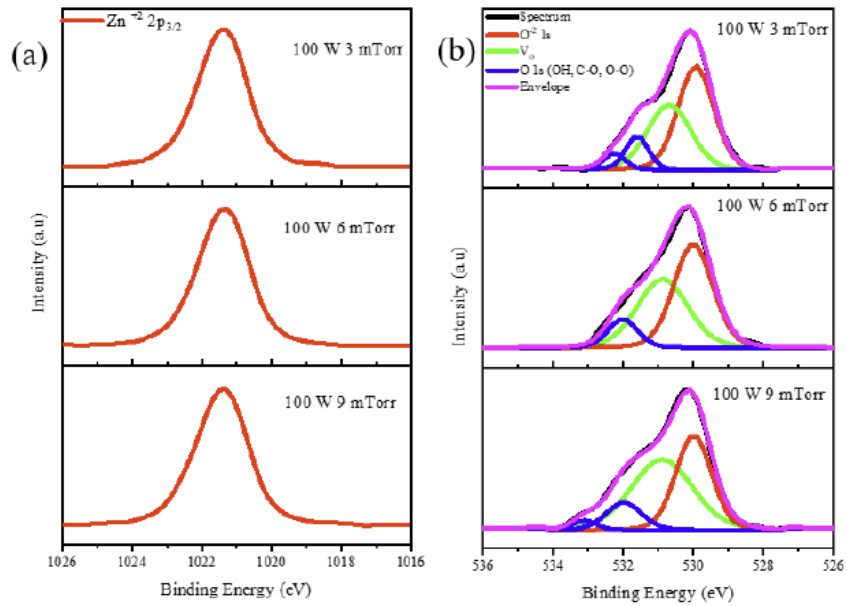 (a)
Zn +2 2p3/2
100 W 3 mTorr
100 W 6 mTorr
100 W 9 mTorr
Intensity (a.u)
1026 1024 1022 1020 1018 1016
Binding Energy (eV)
(b)
Spectrum
O-2 1s
Vo
O 1s (OH, C-O, O-O)
Envelope
100 W 3 mTorr
100 W 6 mTorr
100 W 9 mTorr
Intensity (a.u)
536 534 532 530 528 526
Binding Energy (eV)